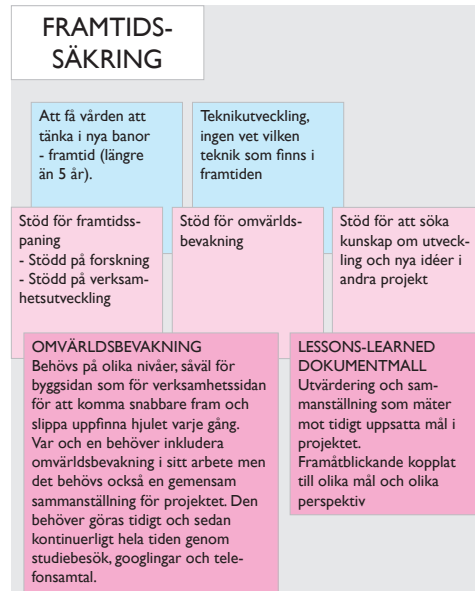 FRAMTIDS-
SÄKRING
Att få vården att
tänka i nya banor
- framtid (längre
än 5 år).
Teknikutveckling,
ingen vet vilken
teknik som finns i
framtiden
Stöd för framtidss-
paning
- Stödd på forskning
- Stödd på verksam-
hetsutveckling
Stöd för omvärlds-
bevakning
Stöd för att söka
kunskap om utveck-
ling och nya idéer i
andra projekt
OMVÄRLDSBEVAKNING
Behövs på olika nivåer, såväl för
byggsidan som för verksamhetssidan
för att komma snabbare fram och
slippa uppfinna hjulet varje gång.
Var och en behöver inkludera
omvärldsbevakning i sitt arbete men
det behövs också en gemensam
sammanställning för projektet. Den
behöver göras tidigt och sedan
kontinuerligt hela tiden genom
studiebesök, googlingar och tele-
fonsamtal.
LESSONS-LEARNED
DOKUMENTMALL
Utvärdering och sam-
manställning som mäter
mot tidigt uppsatta mål i
projektet.
Framåtblickande kopplat
till olika mål och olika
perspektiv